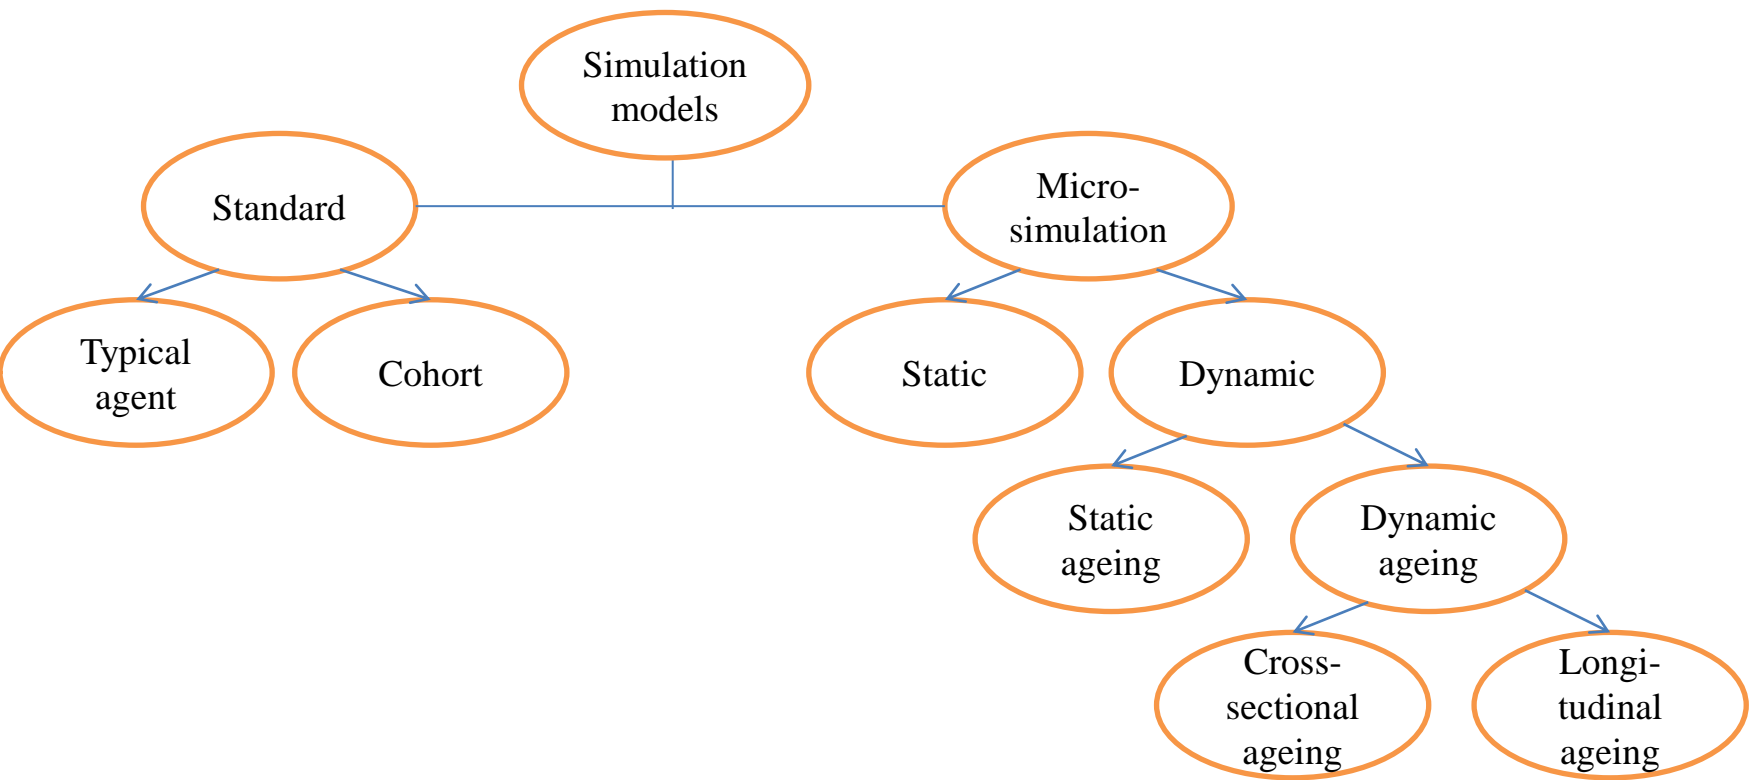 Simulation
models
Standard
Micro-
simulation
Typical
agent
Cohort
Static
Dynamic
Static
ageing
Dynamic
ageing
Cross-
sectional
ageing
Longi-
tudinal
ageing